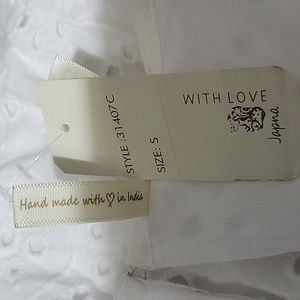 WITH LOVE
Japna
STYLE :31407C
SIZE: S
Hand made with♡in India